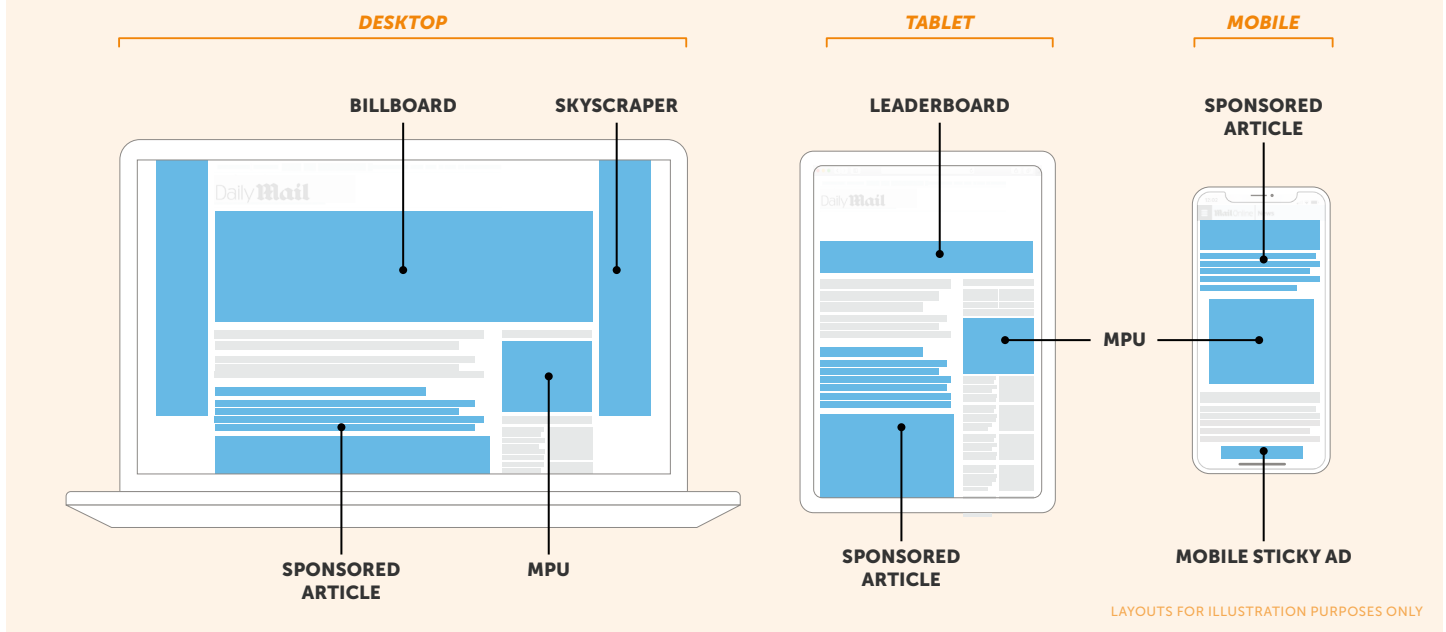 DESKTOP
TABLET
MOBILE
BILLBOARD
SKYSCRAPER
LEADERBOARD
SPONSORED
ARTICLE
Daily Mail
Daily Mail
MPU
SPONSORED
ARTICLE
MPU
SPONSORED
ARTICLE
MOBILE STICKY AD
LAYOUTS FOR ILLUSTRATION PURPOSES ONLY